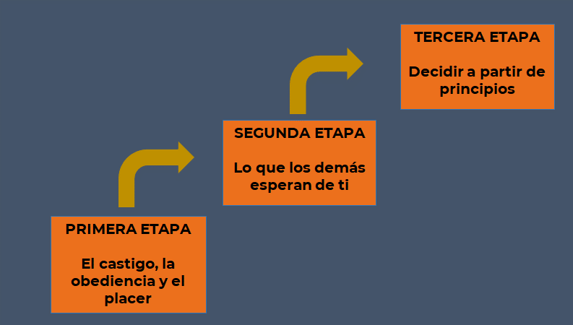 TERCERA ETAPA
Decidir a partir de
principios
SEGUNDA ETAPA
Lo que los demás
esperan de ti
PRIMERA ETAPA
El castigo, la
obediencia y el
placer